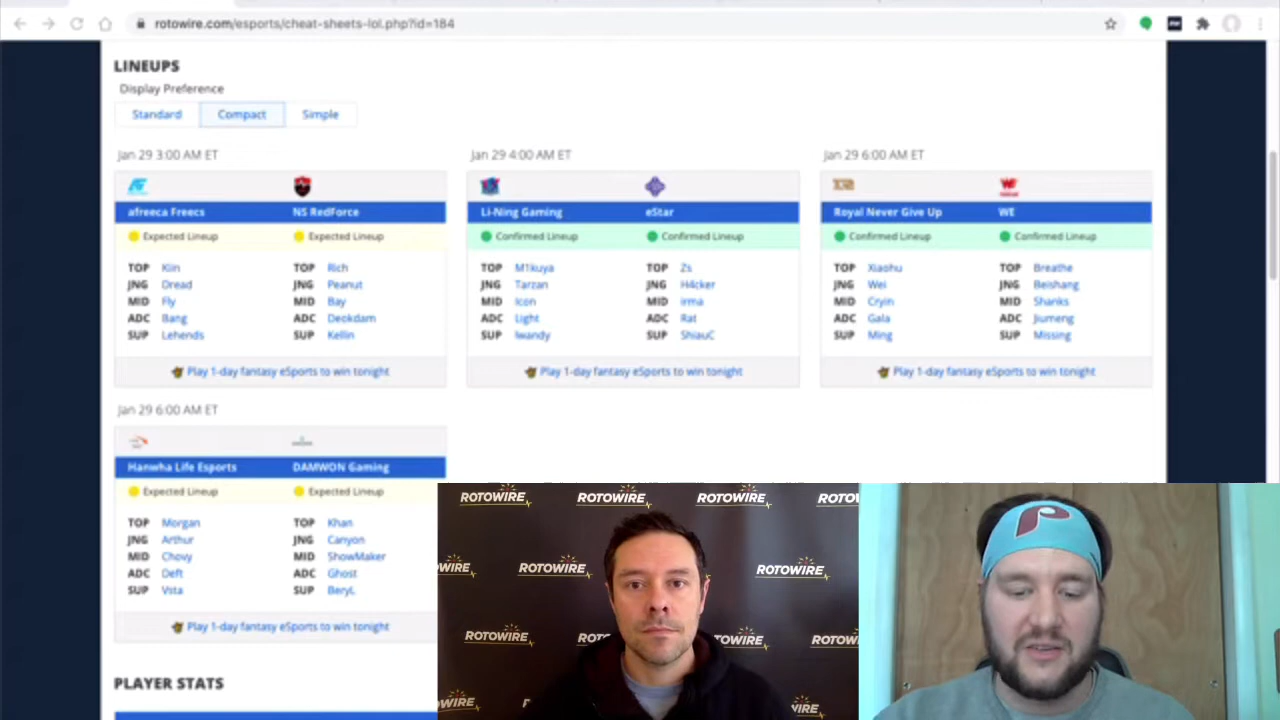 rotowire.com/esports/cheat-sheets-lol.php?id=184
LINEUPS
Display Preference
Standard Compact Simple
Jan 29 3:00 AM ET
afreeca Freecs NS RedForce
Expected Lineup Expected Lineup
TOP Kiin TOP Rich
JNG Dread JNG Peanut
MID Fly MID Bay
ADC Bang ADC Deokdam
SUP Lehends SUP Kellin
Play 1-day fantasy eSports to win tonight
Jan 29 4:00 AM ET
Li-Ning Gaming eStar
Confirmed Lineup Confirmed Lineup
TOP M1kuya TOP Zs
JNG Tarzan JNG H4cker
MID Icon MID irma
ADC Light ADC Rat
SUP Iwandy SUP ShiauC
Play 1-day fantasy eSports to win tonight
Jan 29 6:00 AM ET
Royal Never Give Up WE
Confirmed Lineup Confirmed Lineup
TOP Xiaohu TOP Breathe
JNG Wei JNG Beishang
MID Cryin MID Shanks
ADC Gala ADC Jiumeng
SUP Ming SUP Missing
Play 1-day fantasy eSports to win tonight
Jan 29 6:00 AM ET
Hanwha Life Esports DAMWON Gaming
Expected Lineup Expected Lineup
TOP Morgan TOP Khan
JNG Arthur JNG Canyon
MID Chovy MID ShowMaker
ADC Deft ADC Ghost
SUP Vsta SUP BeryL
Play 1-day fantasy eSports to win tonight
PLAYER STATS
ROTOWIRE ROTOWIRE ROTOWIRE ROTO
WIRE ROTOWIRE ROTOWIRE
ROTOWIRE ROTOWIRE ROTOWI
WIRE ROTOWIRE WIRE
P